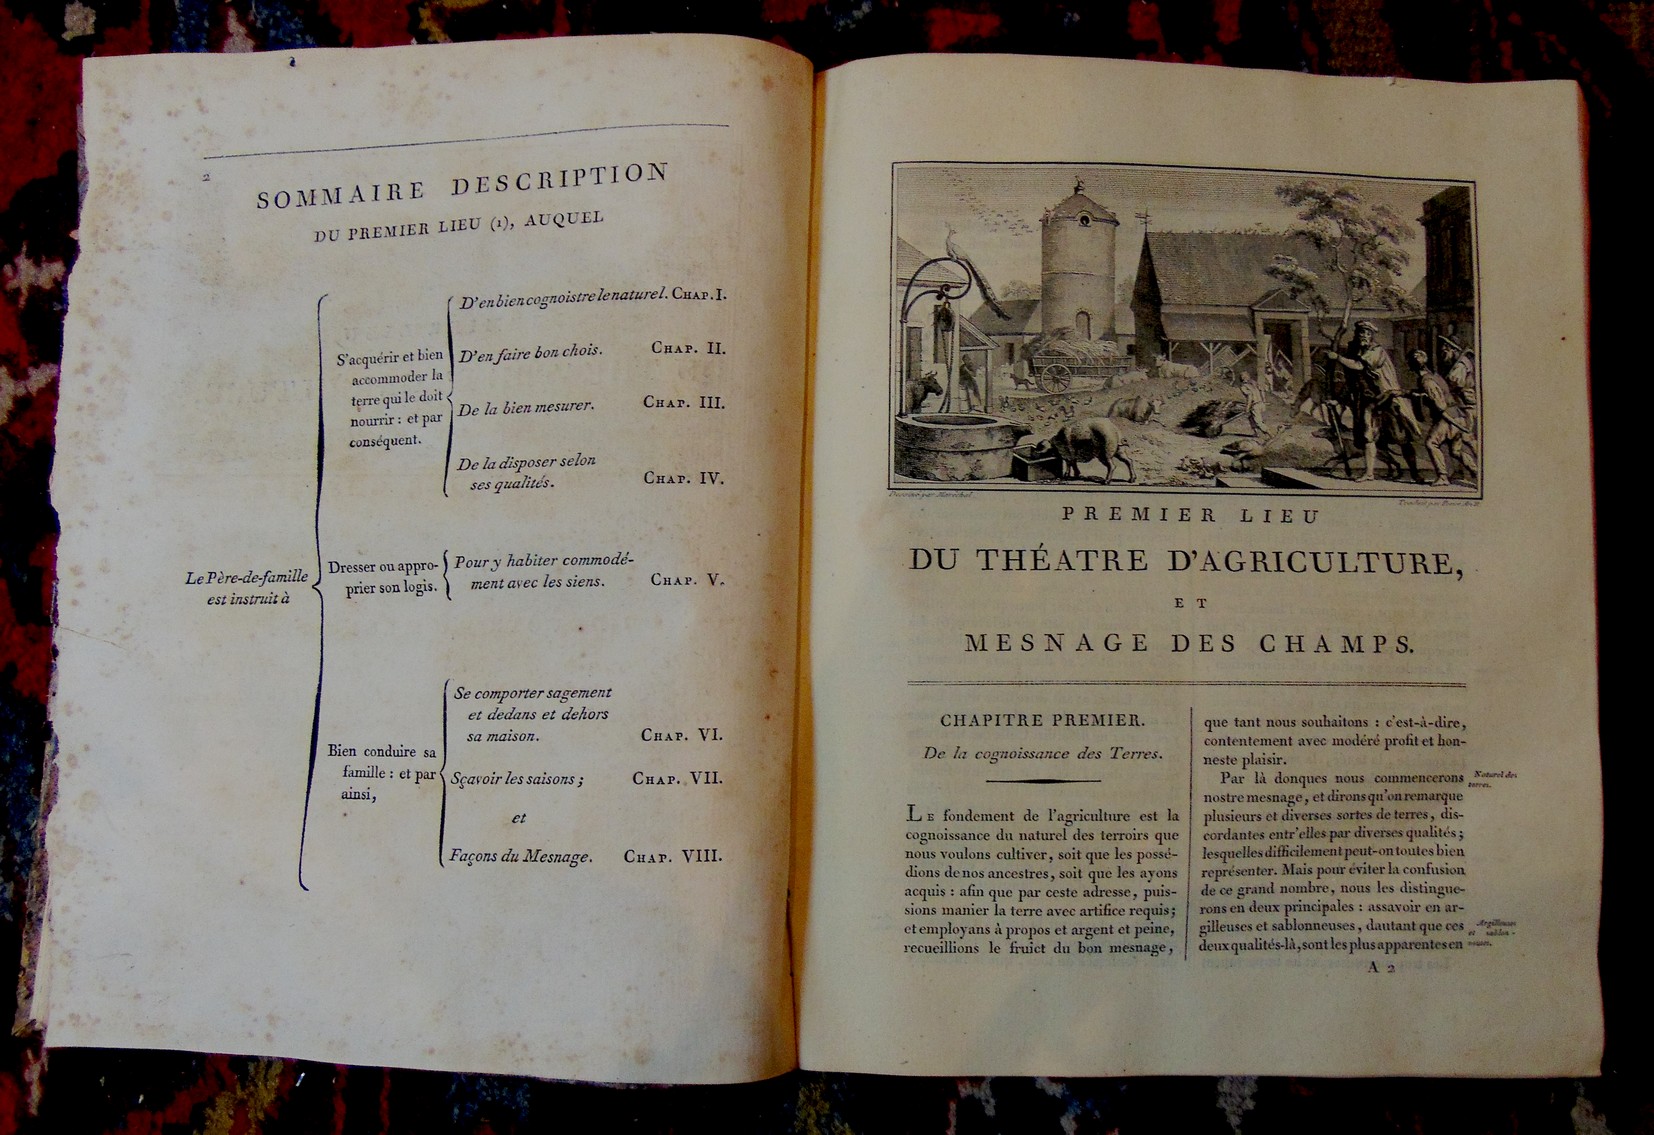 2
SOMMAIRE DESCRIPTION
DU PREMIER LIEU (1), AUQUEL
Le Père-de-famille
est instruit à
S'acquérir et bien
accommoder la
terre qui le doit
nourrir : et par
conséquent.
D'en bien cognoistre le naturel. CHAP. I.
D'en faire bon chois. CHAP. II.
De la bien mesurer. CHAP. III.
De la disposer selon
ses qualités. CHAP. IV.
Dresser ou appro-
prier son logis.
Pour y habiter commodé-
ment avec les siens. CHAP. V.
Bien conduire sa
famille : et par
ainsi,
Se comporter sagement
et dedans et dehors
sa maison. CHAP. VI.
Sçavoir les saisons ; CHAP. VII.
et
Façons du Mesnage. CHAP. VIII.
Dessiné par Maréchal
PREMIER LIEU
DU THÉATRE D'AGRICULTURE,
ET
MESNAGE DES CHAMPS.
CHAPITRE PREMIER.
De la cognoissance des Terres.
LE fondement de l'agriculture est la
cognoissance du naturel des terroirs que
nous voulons cultiver, soit que les possé-
dions de nos ancestres, soit que les ayons
acquis : afin que par ceste adresse, puis-
sions manier la terre avec artifice requis ;
et employans à propos et argent et peine,
recueillions le fruict du bon mesnage,
que tant nous souhaitons : c'est-à-dire,
contentement avec modéré profit et hon-
neste plaisir.
Par là donques nous commencerons
nostre mesnage, et dirons qu'on remarque
plusieurs et diverses sortes de terres, dis-
cordantes entr'elles par diverses qualités ;
lesquelles difficilement peut-on toutes bien
représenter. Mais pour éviter la confusion
de ce grand nombre, nous les distingue-
rons en deux principales : assavoir en ar-
gilleuses et sablonneuses, dautant que ces
deux qualités-là, sont les plus apparentes en
Naturel des
terres.
Argilleuses
et sablon-
neuses.
A 2